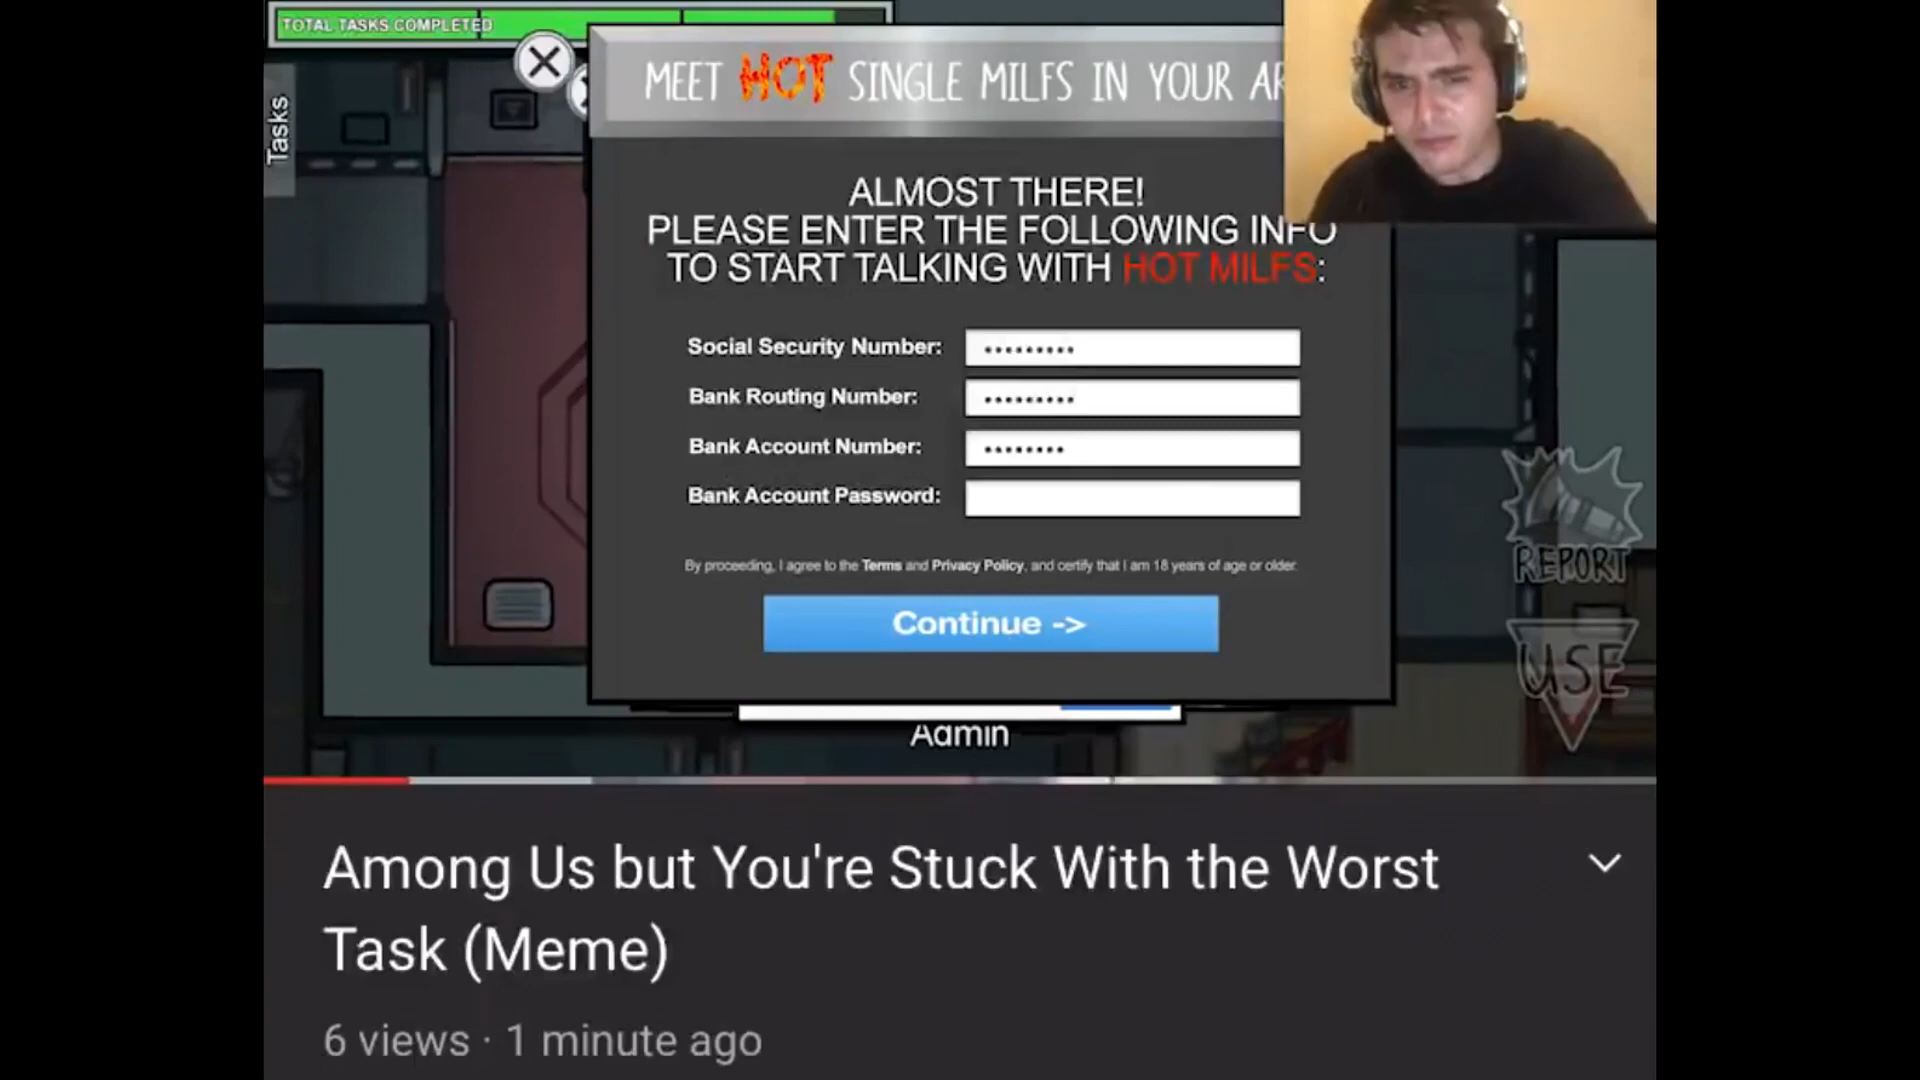 TOTAL TASKS COMPLETED
Tasks
MEET HOT SINGLE MILFS IN YOUR
ALMOST THERE!
PLEASE ENTER THE FOLLOWING INFO
TO START TALKING WITH HOT MILFS:
Social Security Number: •••••••••
Bank Routing Number: •••••••••
Bank Account Number: ••••••••
Bank Account Password:
By proceeding, I agree to the Terms and Privacy Policy, and certify that I am 18 years of age or older.
Continue ->
REPORT
USE
Admin
Among Us but You're Stuck With the Worst
Task (Meme)
6 views · 1 minute ago